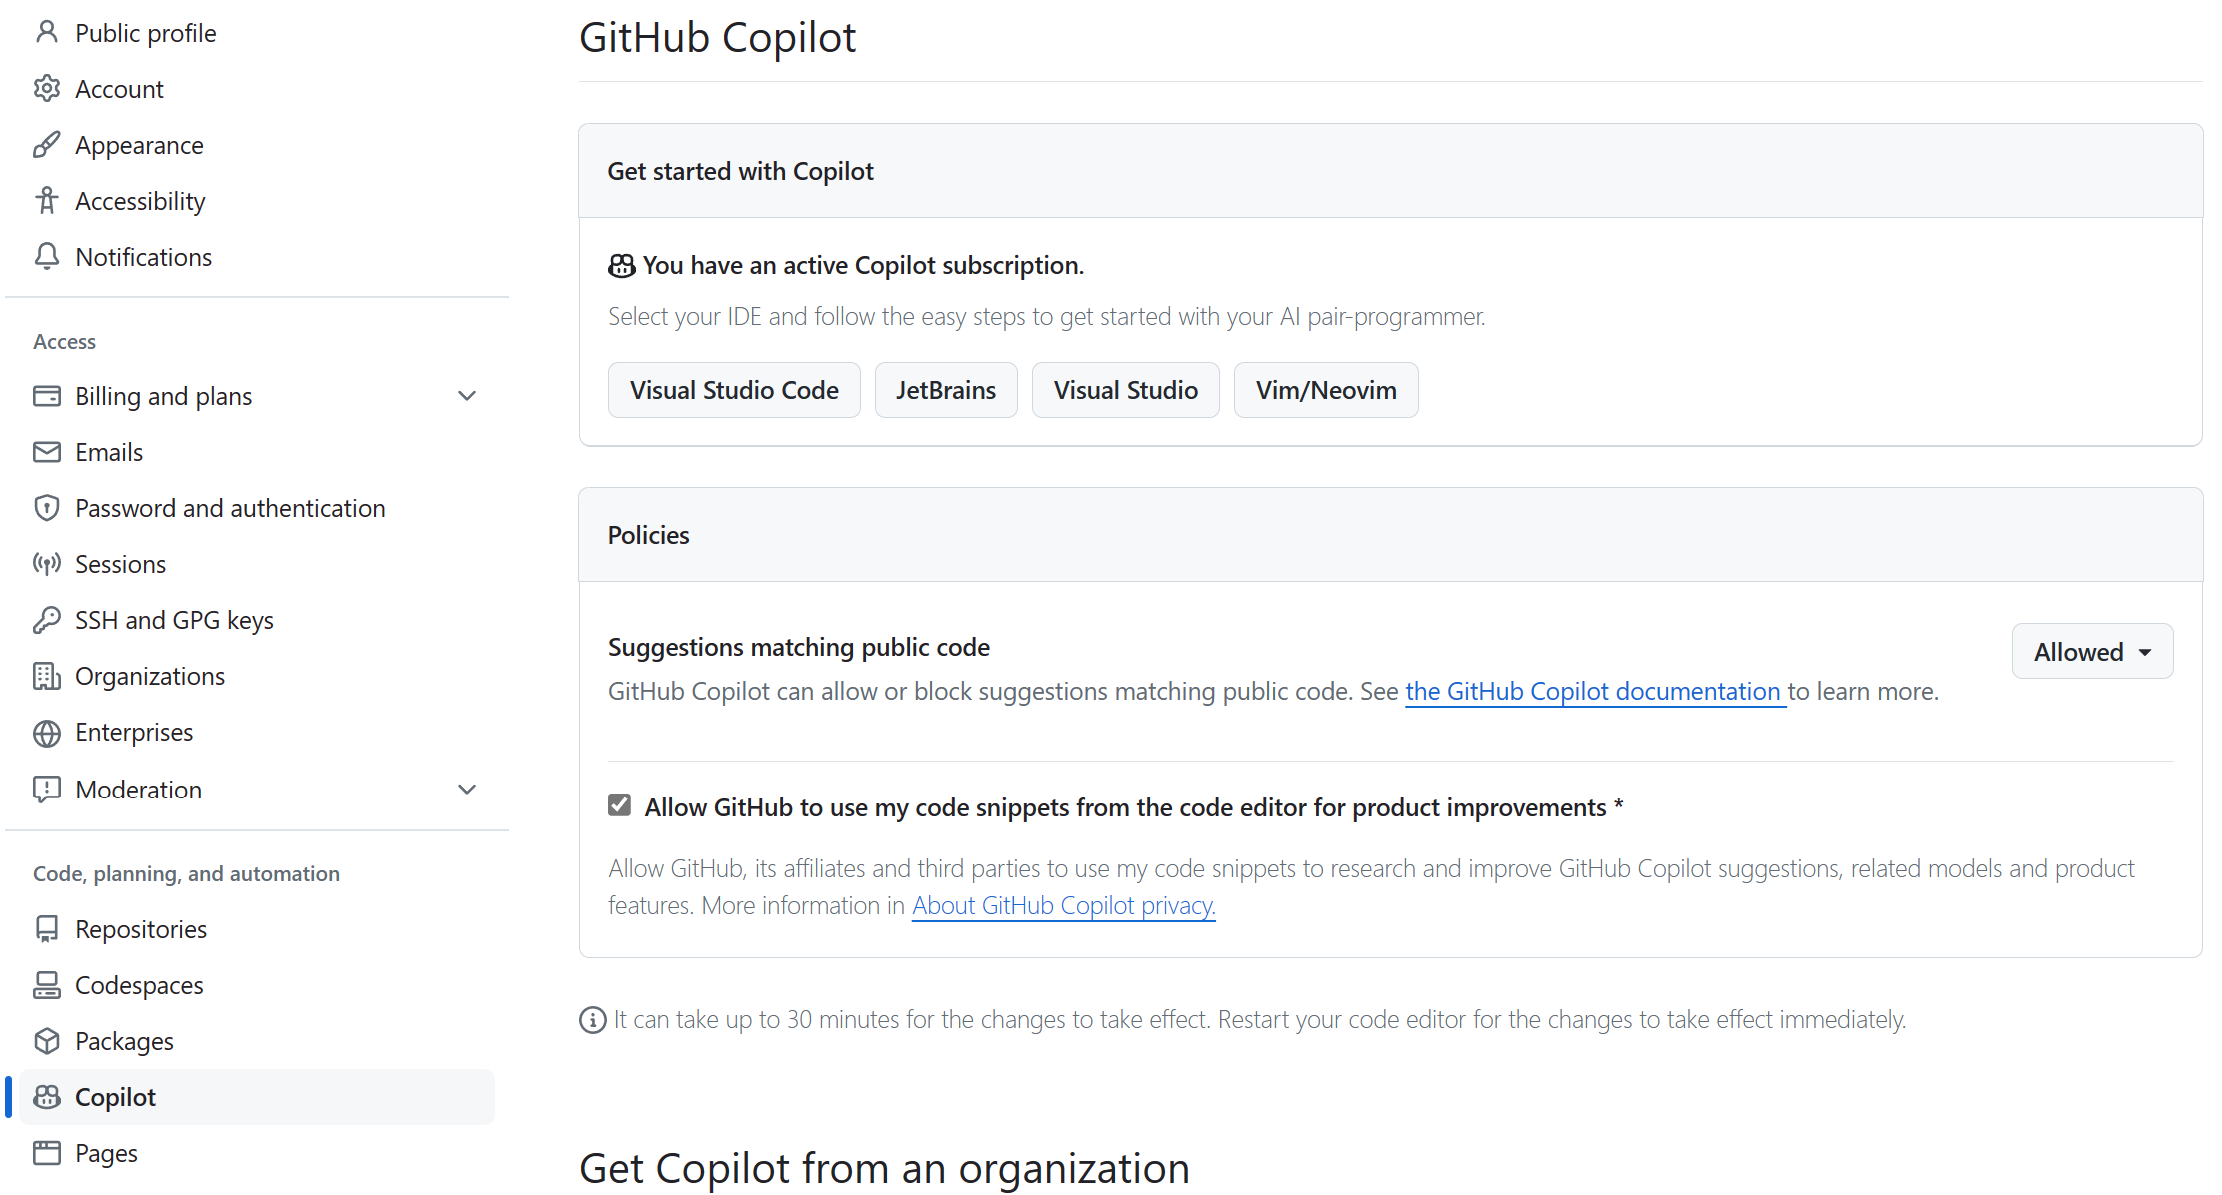 Public profile
Account
Appearance
Accessibility
Notifications
Access
Billing and plans
Emails
Password and authentication
Sessions
SSH and GPG keys
Organizations
Enterprises
Moderation
Code, planning, and automation
Repositories
Codespaces
Packages
Copilot
Pages
GitHub Copilot
Get started with Copilot
You have an active Copilot subscription.
Select your IDE and follow the easy steps to get started with your AI pair-programmer.
Visual Studio Code JetBrains Visual Studio Vim/Neovim
Policies
Suggestions matching public code
Allowed
GitHub Copilot can allow or block suggestions matching public code. See the GitHub Copilot documentation to learn more.
Allow GitHub to use my code snippets from the code editor for product improvements *
Allow GitHub, its affiliates and third parties to use my code snippets to research and improve GitHub Copilot suggestions, related models and product
features. More information in About GitHub Copilot privacy.
It can take up to 30 minutes for the changes to take effect. Restart your code editor for the changes to take effect immediately.
Get Copilot from an organization